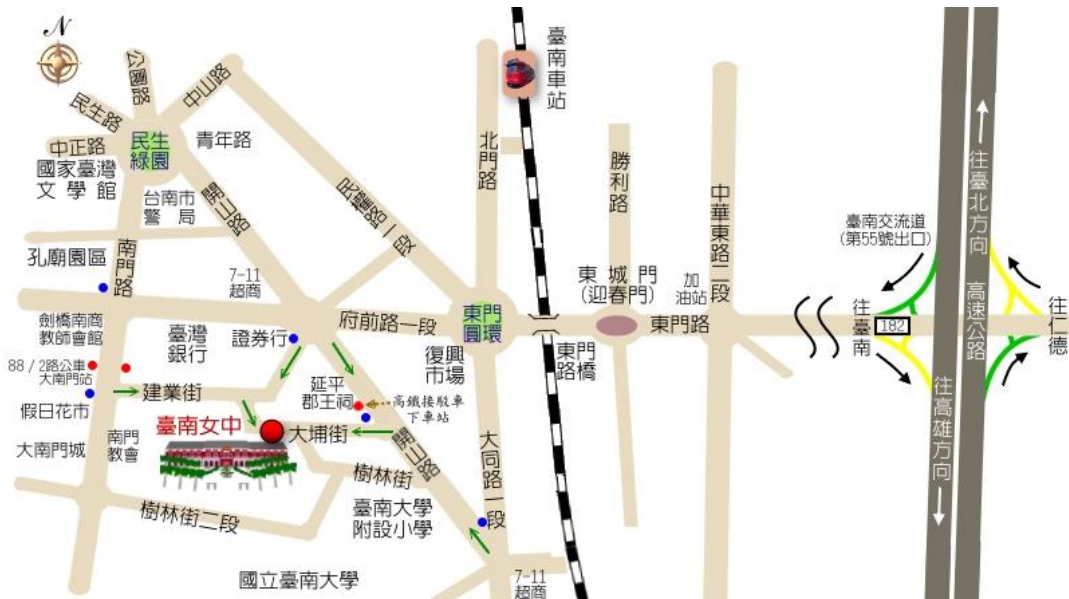 N
公園路
中山路
民生路
中正路
民生
綠園
青年路
國家臺灣
文學館
台南市
警局
開山路
民權路一段
北門路
臺南車站
勝利路
中華東路二段
往臺北方向
臺南交流道
(第55號出口)
孔廟園區
南門路
7-11
超商
東城門
(迎春門)
加
油站
高速公路
劍橋南商
教師會館
臺灣
銀行
證券行
府前路一段
東門
圓環
東門路
往臺南
182
往仁德
88 / 2路公車
大南門站
復興
市場
東門
路橋
建業街
延平
郡王祠
高鐵接駁車
下車站
往高雄方向
假日花市
臺南女中
大埔街
開山路
大同路一段
大南門城
南門
教會
樹林街
樹林街二段
臺南大學
附設小學
國立臺南大學
7-11
超商